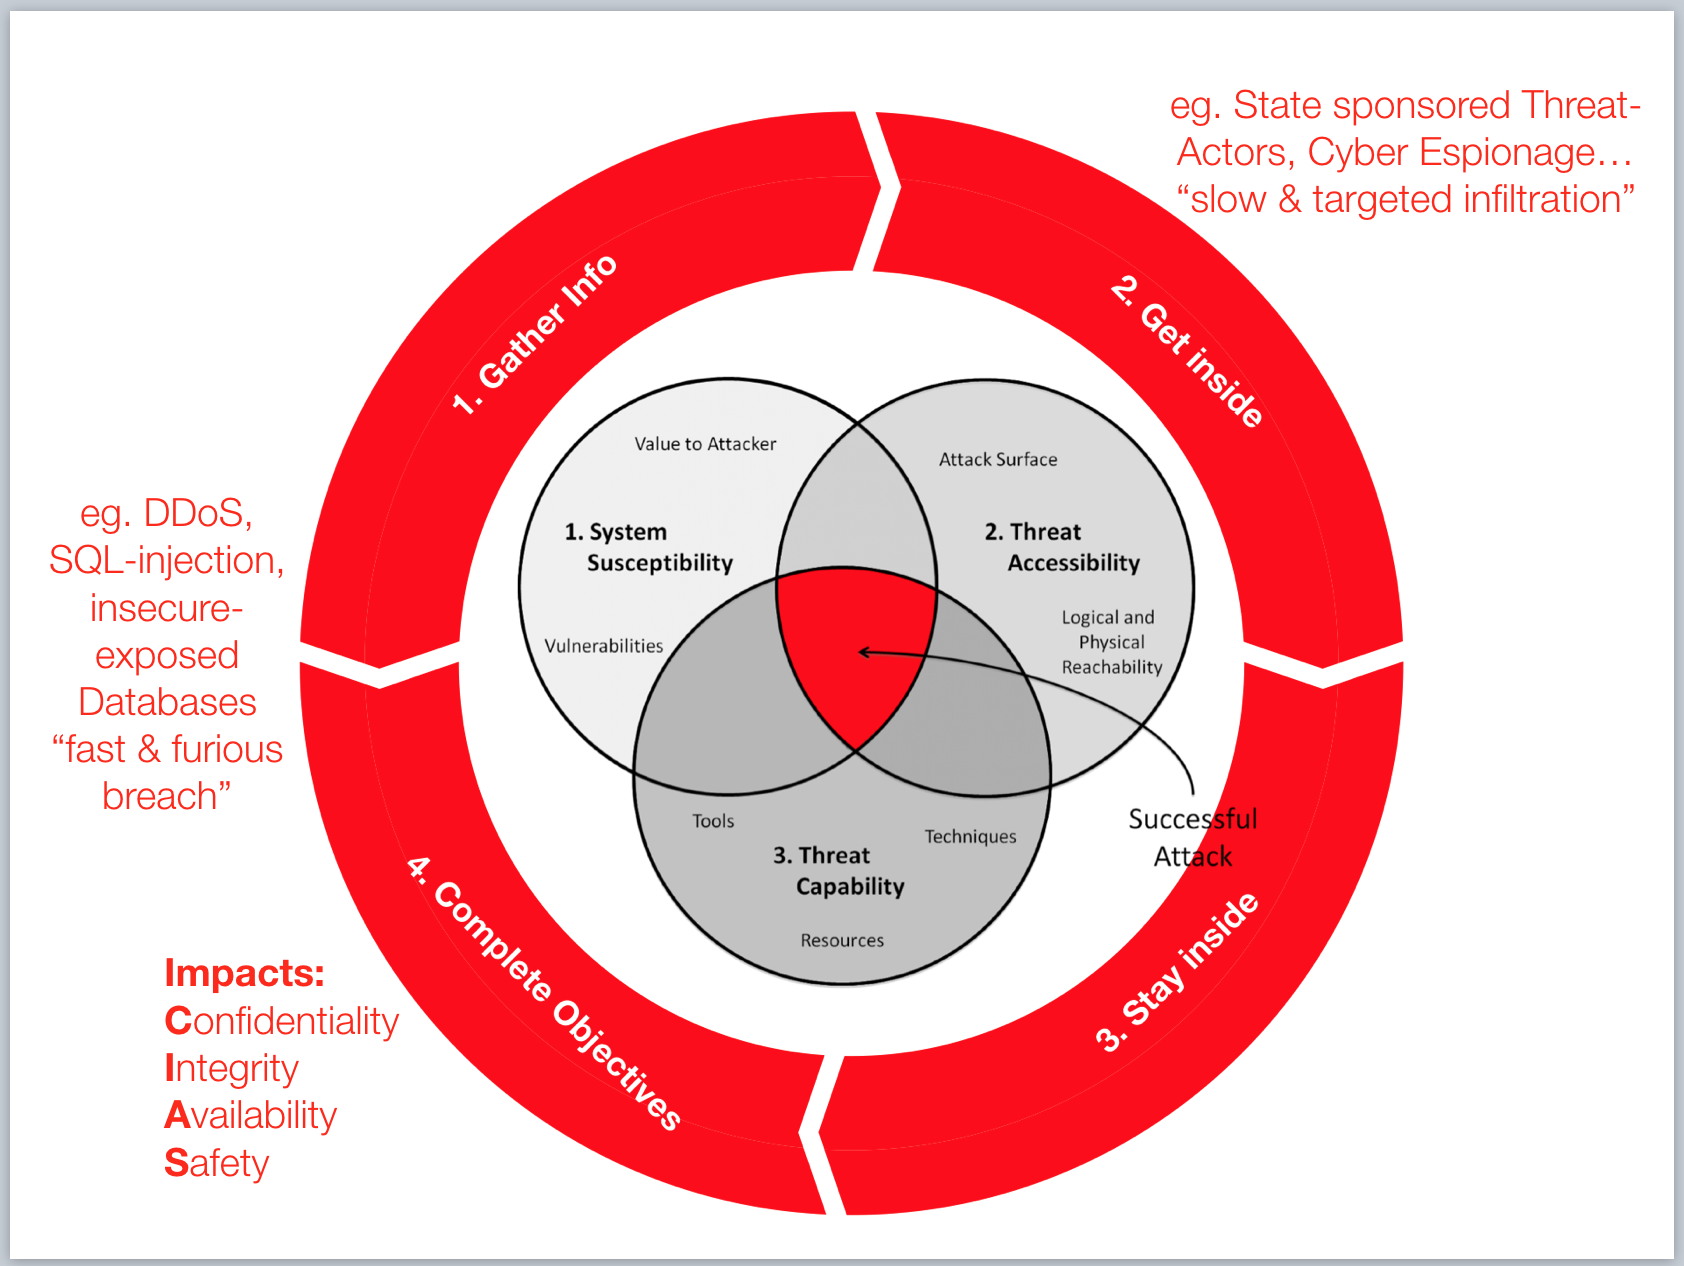 eg. State sponsored Threat-
Actors, Cyber Espionage…
“slow & targeted infiltration”
1. Gather Info
2. Get inside
Value to Attacker
1. System
Susceptibility
Vulnerabilities
Attack Surface
2. Threat
Accessibility
Logical and
Physical
Reachability
eg. DDoS,
SQL-injection,
insecure-
exposed
Databases
“fast & furious
breach”
Tools
Techniques
3. Threat
Capability
Resources
Successful
Attack
3. Stay inside
4. Complete Objectives
Impacts:
Confidentiality
Integrity
Availability
Safety